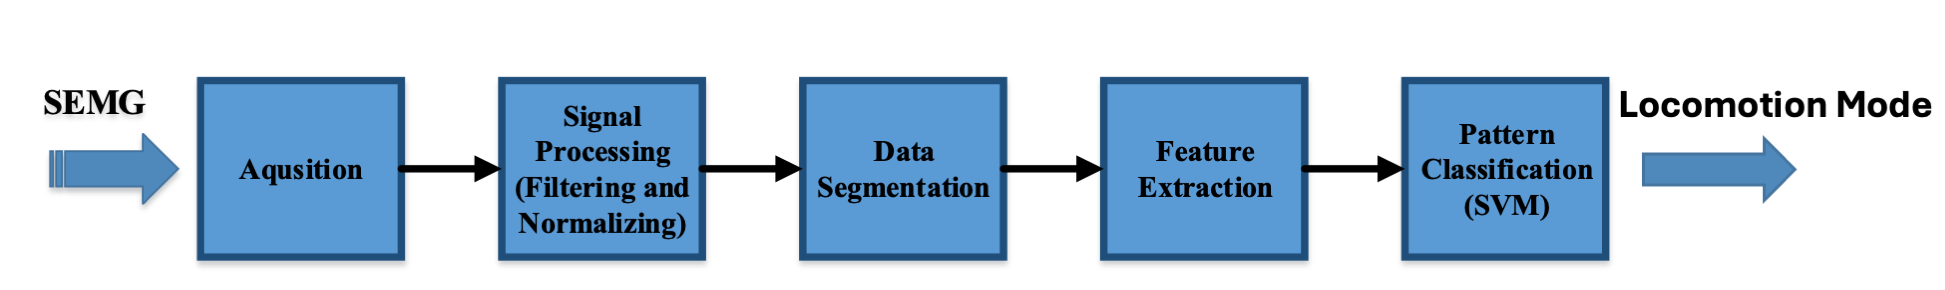 SEMG
Aqusition
Signal
Processing
(Filtering and
Normalizing)
Data
Segmentation
Feature
Extraction
Pattern
Classification
(SVM)
Locomotion Mode